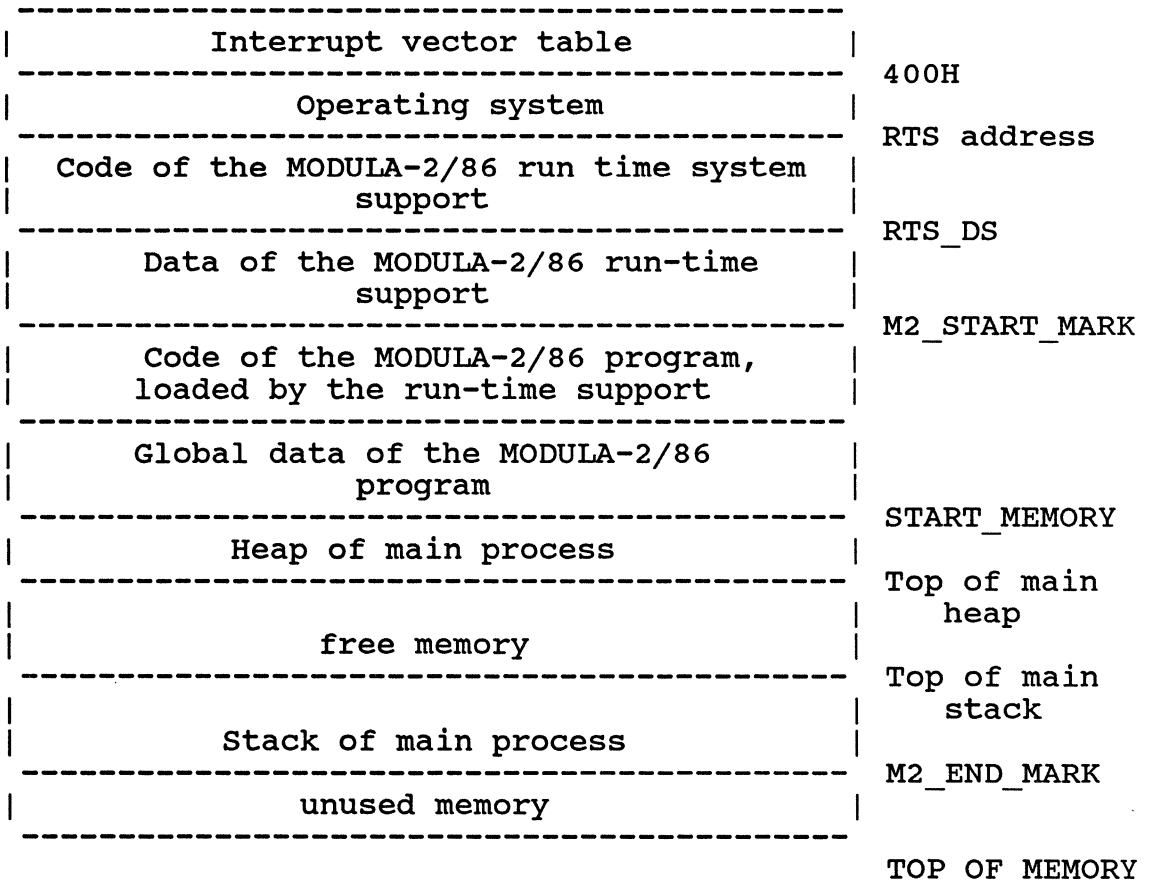 Interrupt vector table
400H
Operating system
RTS address
Code of the MODULA-2/86 run time system
support
RTS_DS
Data of the MODULA-2/86 run-time
support
M2_START_MARK
Code of the MODULA-2/86 program,
loaded by the run-time support
Global data of the MODULA-2/86
program
START_MEMORY
Heap of main process
Top of main
heap
free memory
Top of main
stack
Stack of main process
M2_END_MARK
unused memory
TOP OF MEMORY